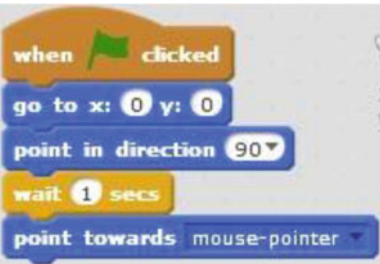 when clicked
go to x: 0 y: 0
point in direction 90
wait 1 secs
point towards mouse-pointer